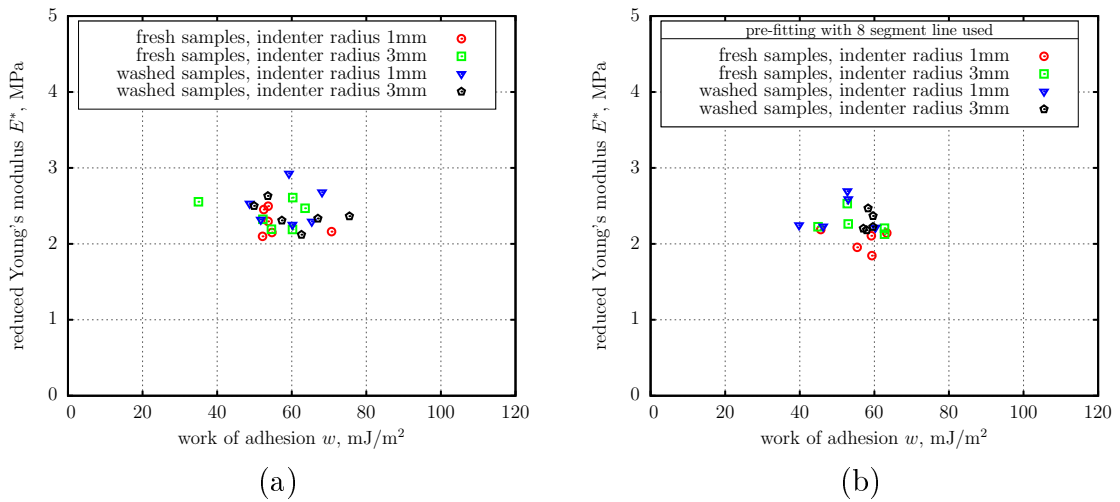 5
4
3
2
1
0
0 20 40 60 80 100 120
reduced Young's modulus E*, MPa
work of adhesion w, mJ/m²
fresh samples, indenter radius 1mm
fresh samples, indenter radius 3mm
washed samples, indenter radius 1mm
washed samples, indenter radius 3mm
(a)
5
4
3
2
1
0
0 20 40 60 80 100 120
reduced Young's modulus E*, MPa
work of adhesion w, mJ/m²
pre-fitting with 8 segment line used
fresh samples, indenter radius 1mm
fresh samples, indenter radius 3mm
washed samples, indenter radius 1mm
washed samples, indenter radius 3mm
(b)